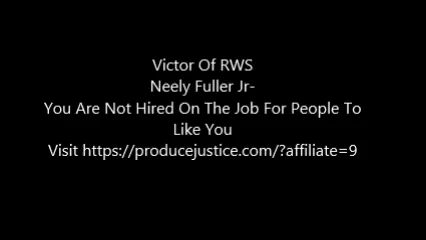 Victor Of RWS
Neely Fuller Jr-
You Are Not Hired On The Job For People To
Like You
Visit https://producejustice.com/?affiliate=9